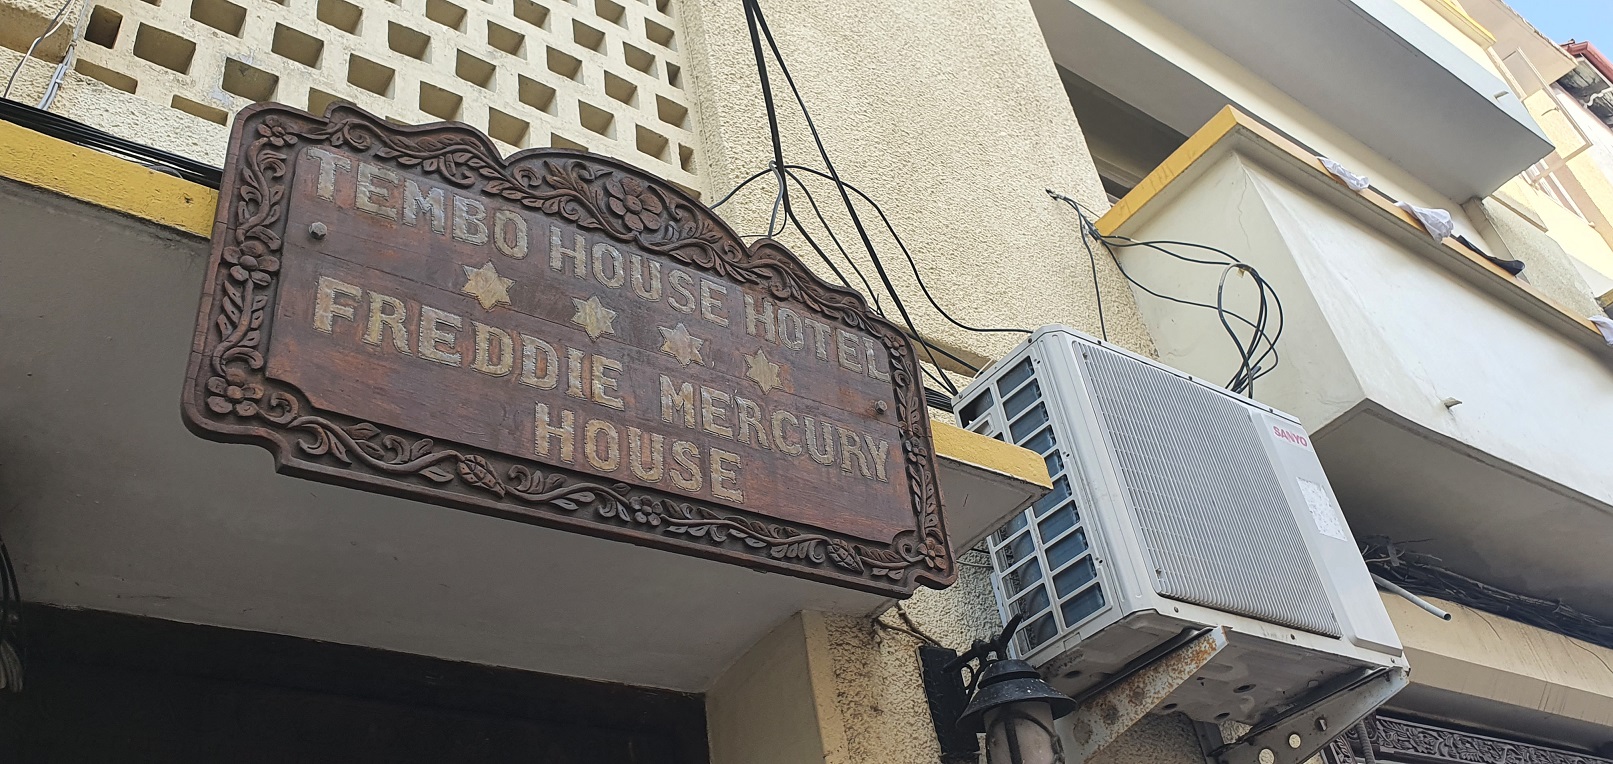 TEMBO HOUSE HOTEL
FREDDIE MERCURY
HOUSE
SANYO